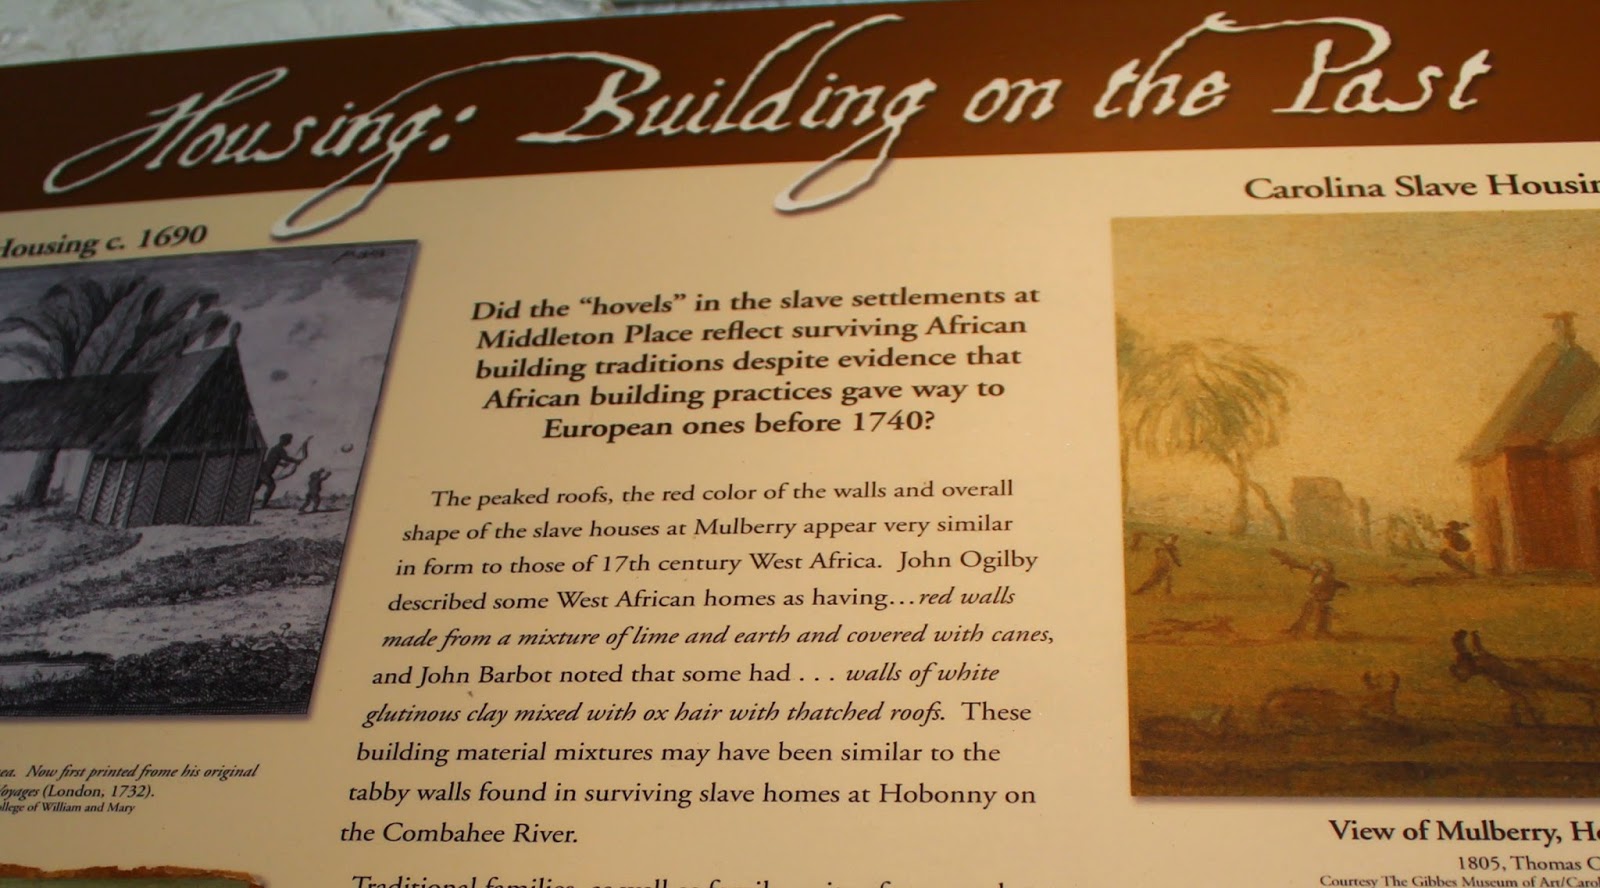 Housing: Building on the Past
Housing c. 1690
Carolina Slave
Did the “hovels” in the slave settlements at
Middleton Place reflect surviving African
building traditions despite evidence that
African building practices gave way to
European ones before 1740?
The peaked roofs, the red color of the walls and overall
shape of the slave houses at Mulberry appear very similar
in form to those of 17th century West Africa. John Ogilby
described some West African homes as having...red walls
made from a mixture of lime and earth and covered with canes,
and John Barbot noted that some had . . . walls of white
glutinous clay mixed with ox hair with thatched roofs. These
building material mixtures may have been similar to the
tabby walls found in surviving slave homes at Hobonny on
the Combahee River.
Now first printed frome his original
Voyages (London, 1732).
College of William and Mary
View of Mulberry,
1805, Thomas
Courtesy The Gibbes Museum of
Traditional families, as well as